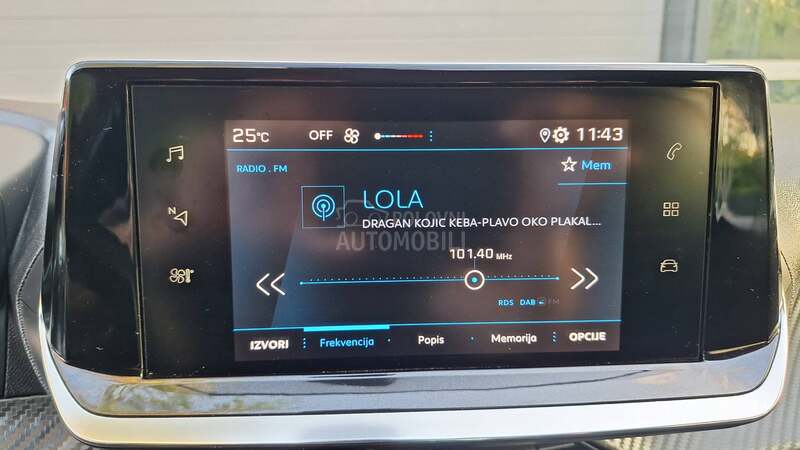 25°C OFF 11:43
RADIO . FM
Mem
LOLA
DRAGAN KOJIC KEBA-PLAVO OKO PLAKAL...
POLOVNI
AUTOMOBILI
101.40 MHz
RDS DAB FM
IZVORI Frekvencija Popis Memorija OPCIJE
N